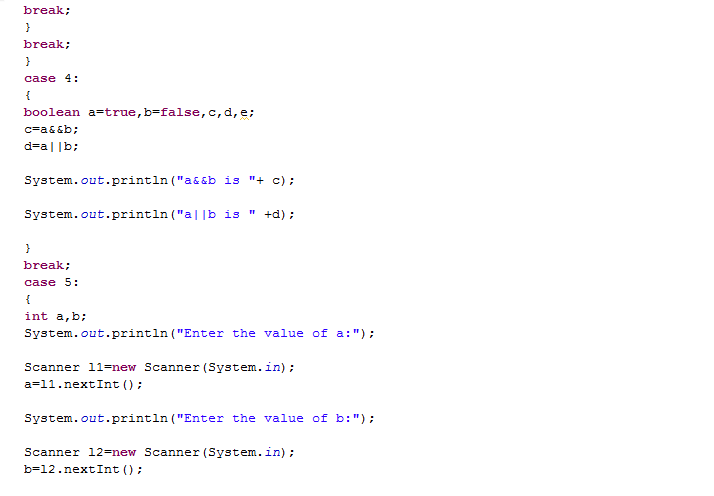 break;
}
break;
}
case 4:
{
boolean a=true,b=false,c,d,e;
c=a&&b;
d=a||b;
System.out.println("a&&b is "+ c);
System.out.println("a||b is " +d);
}
break;
case 5:
{
int a,b;
System.out.println("Enter the value of a:");
Scanner l1=new Scanner(System.in);
a=l1.nextInt();
System.out.println("Enter the value of b:");
Scanner l2=new Scanner(System.in);
b=l2.nextInt();